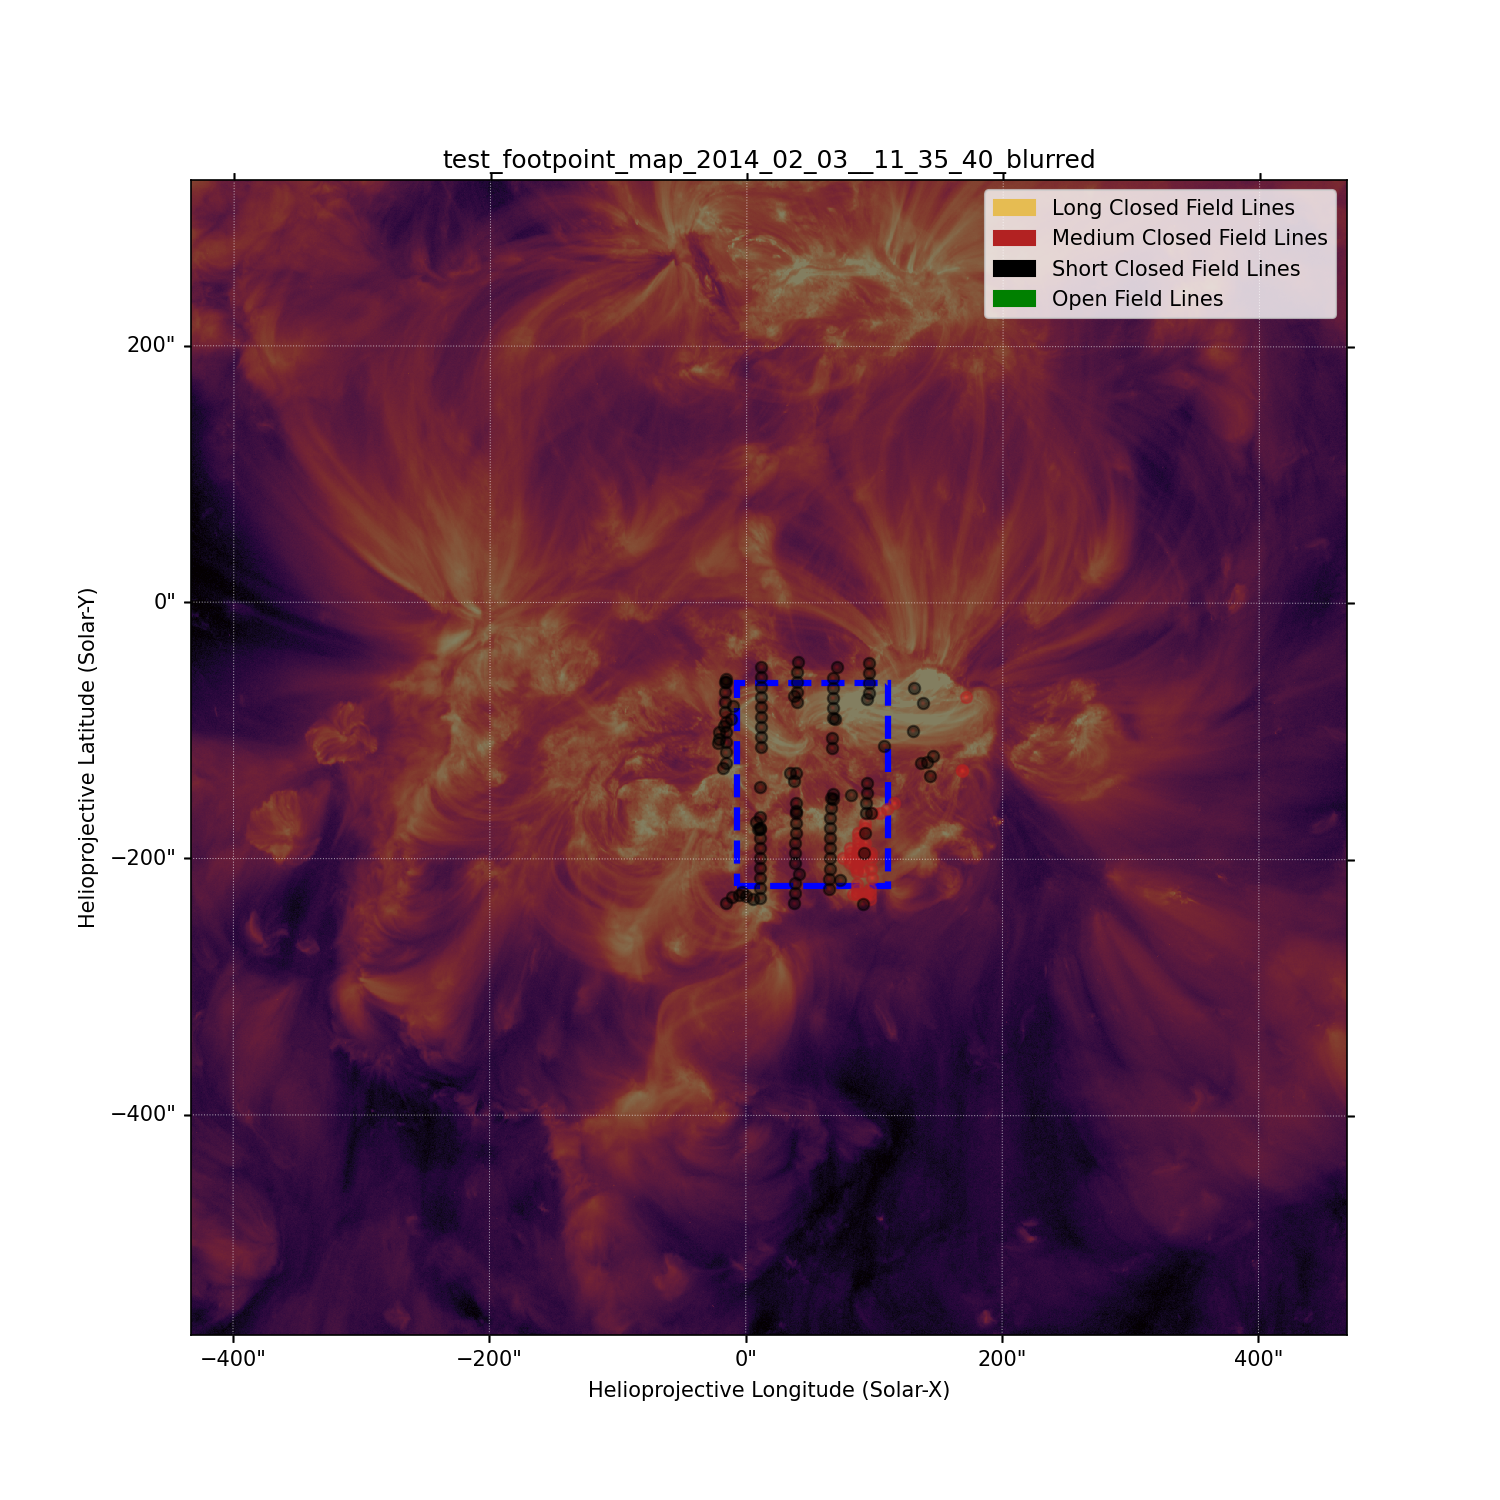 test_footpoint_map_2014_02_03__11_35_40_blurred
Long Closed Field Lines
Medium Closed Field Lines
Short Closed Field Lines
Open Field Lines
200"
0"
−200"
−400"
Helioprojective Latitude (Solar-Y)
−400"
−200"
0"
200"
400"
Helioprojective Longitude (Solar-X)